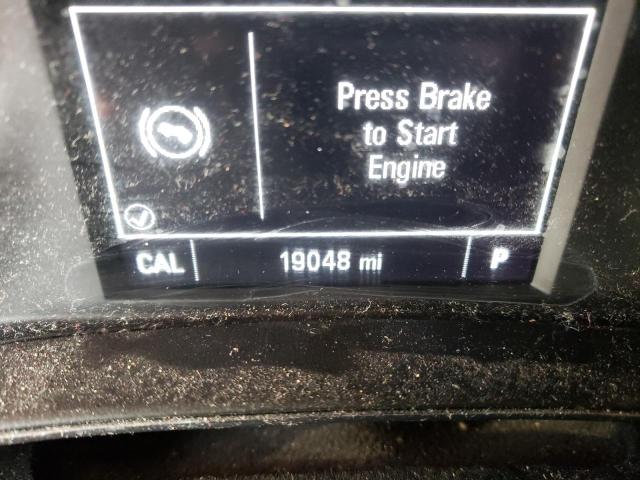 Press Brake
to Start
Engine
CAL 19048 mi P